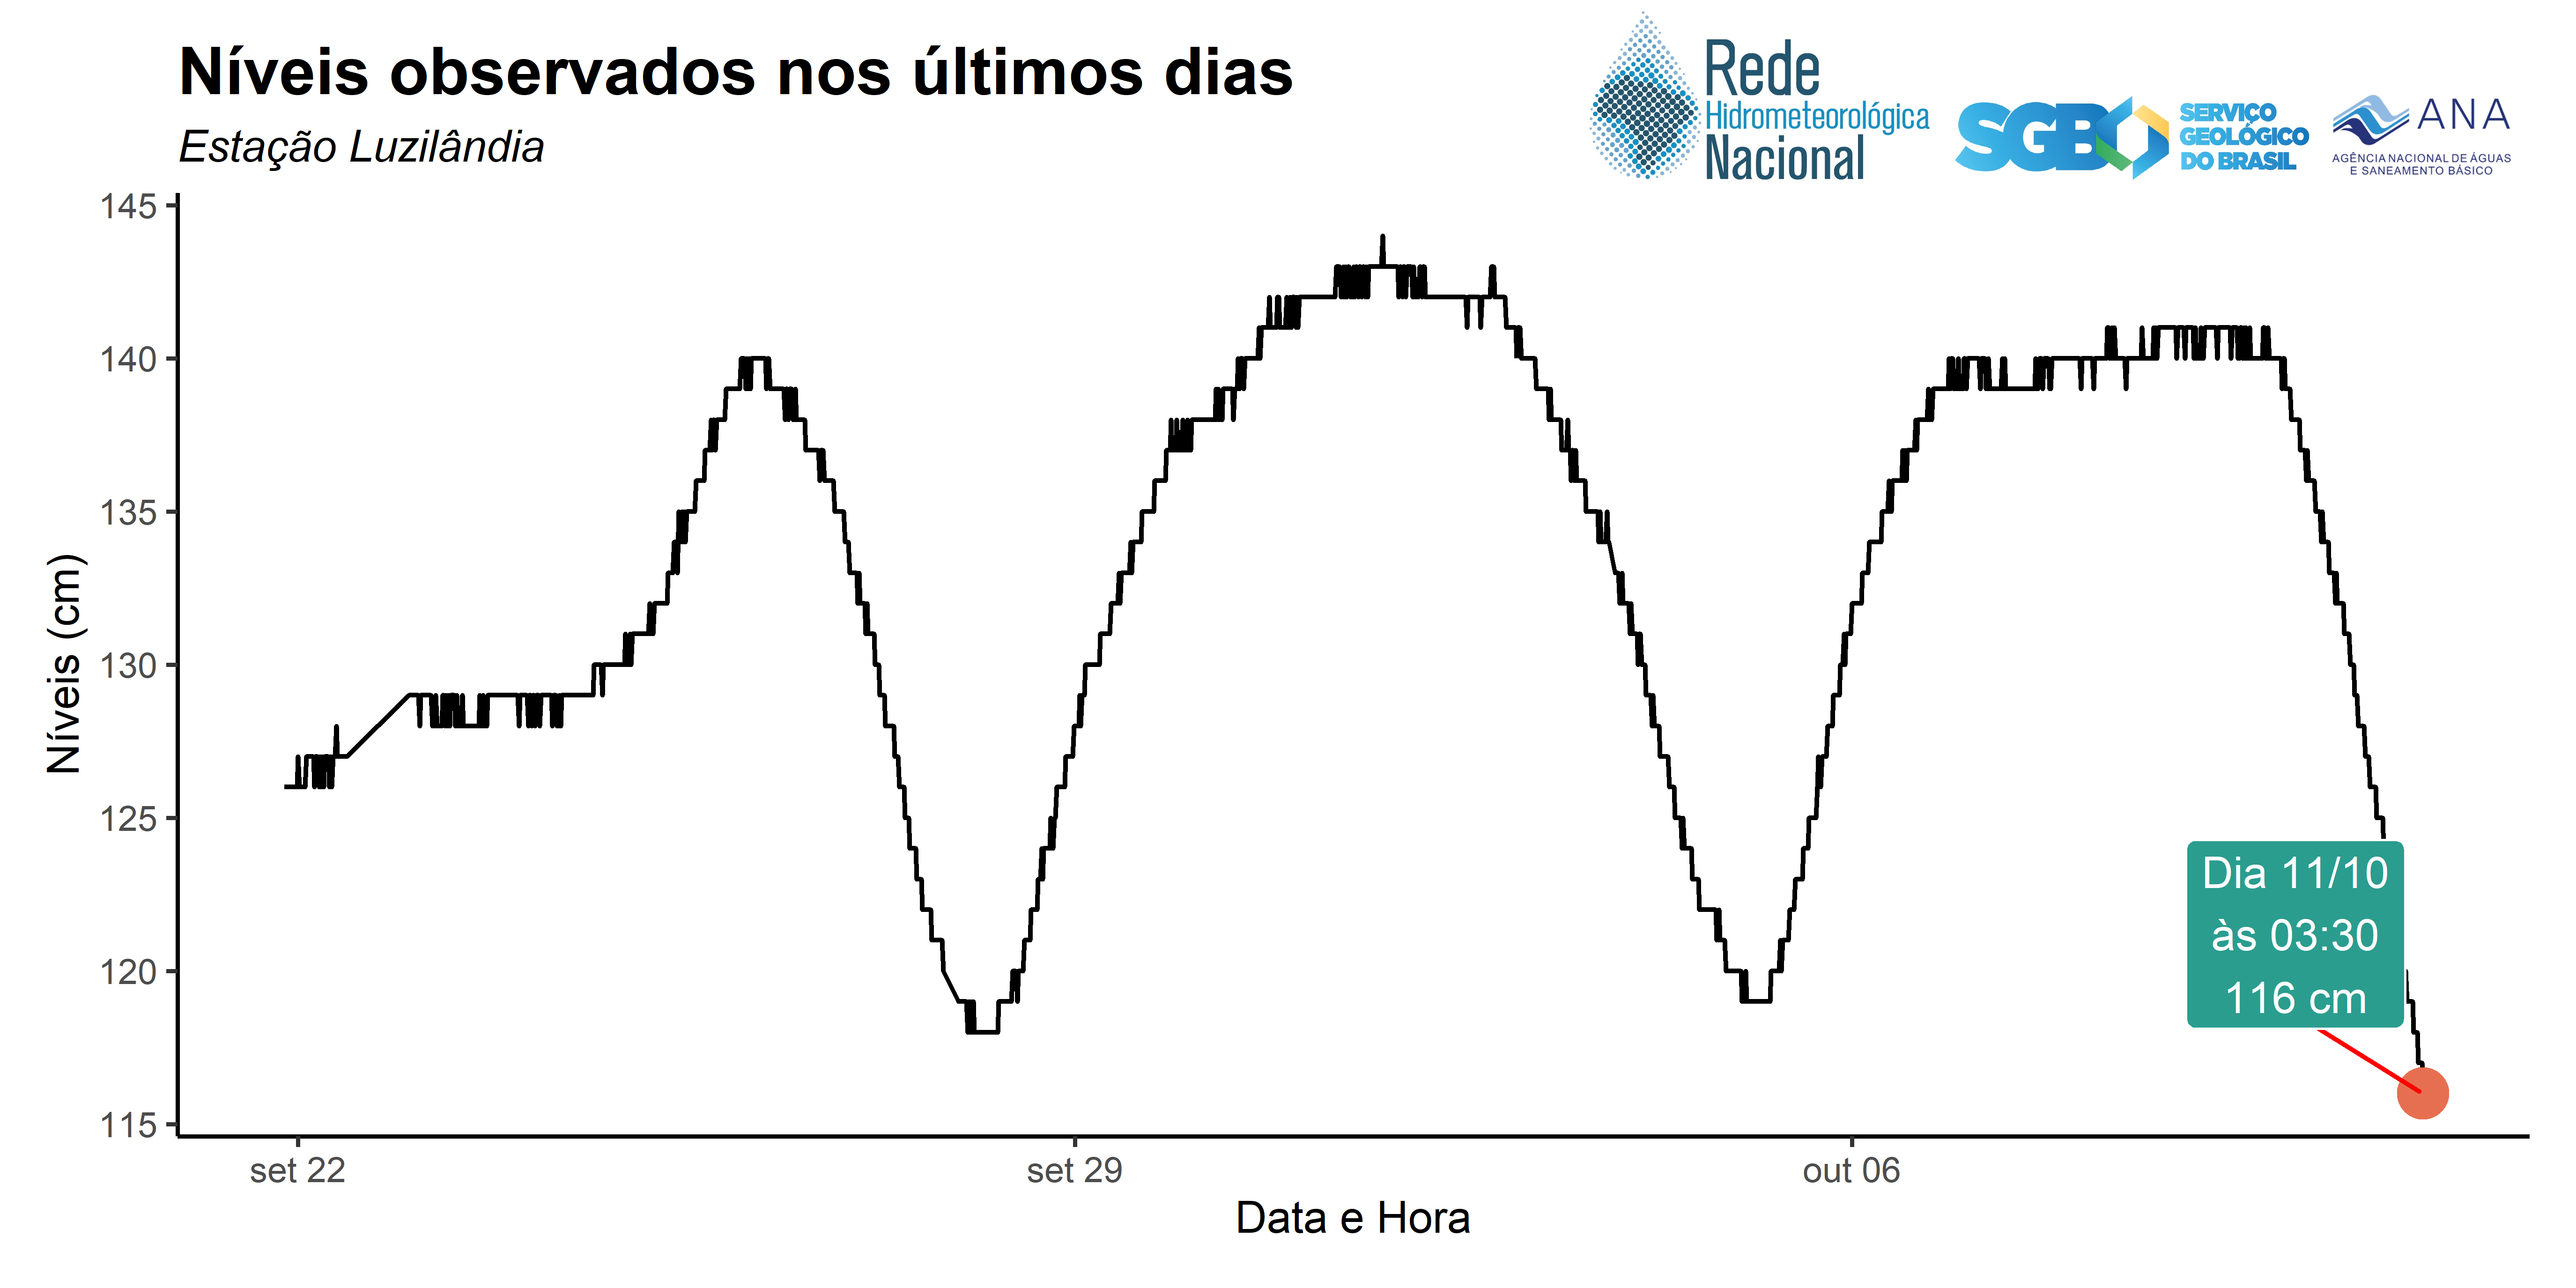 Níveis observados nos últimos dias
Estação Luzilândia
Rede
Hidrometeorológica
Nacional
SGB
SERVIÇO
GEOLÓGICO
DO BRASIL
ANA
AGÊNCIA NACIONAL DE ÁGUAS
E SANEAMENTO BÁSICO
Níveis (cm)
145
140
135
130
125
120
115
Dia 11/10
às 03:30
116 cm
set 22
set 29
out 06
Data e Hora